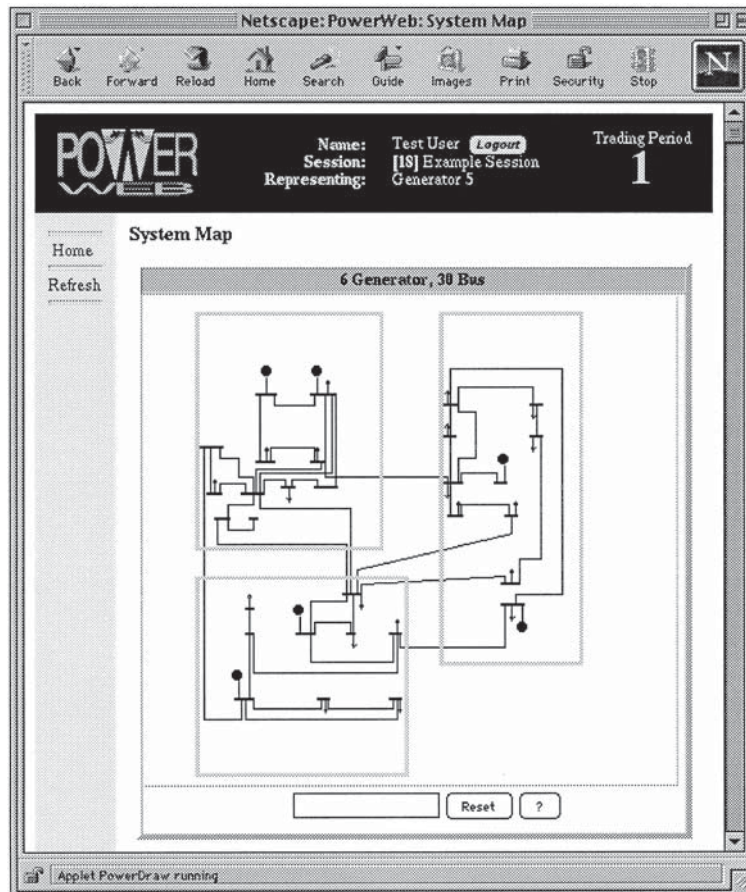 Netscape: PowerWeb: System Map
Back Forward Reload Home Search Guide Images Print Security Stop
N
POWER
WEB
Name: Test User Logout
Session: [18] Example Session
Representing: Generator 5
Trading Period
1
Home
Refresh
System Map
6 Generator, 30 Bus
Reset ?
Applet PowerDraw running